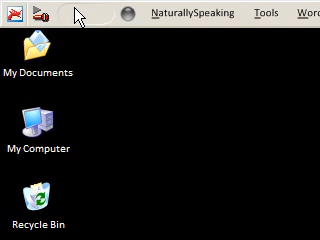 NaturallySpeaking Tools
My Documents
My Computer
Recycle Bin